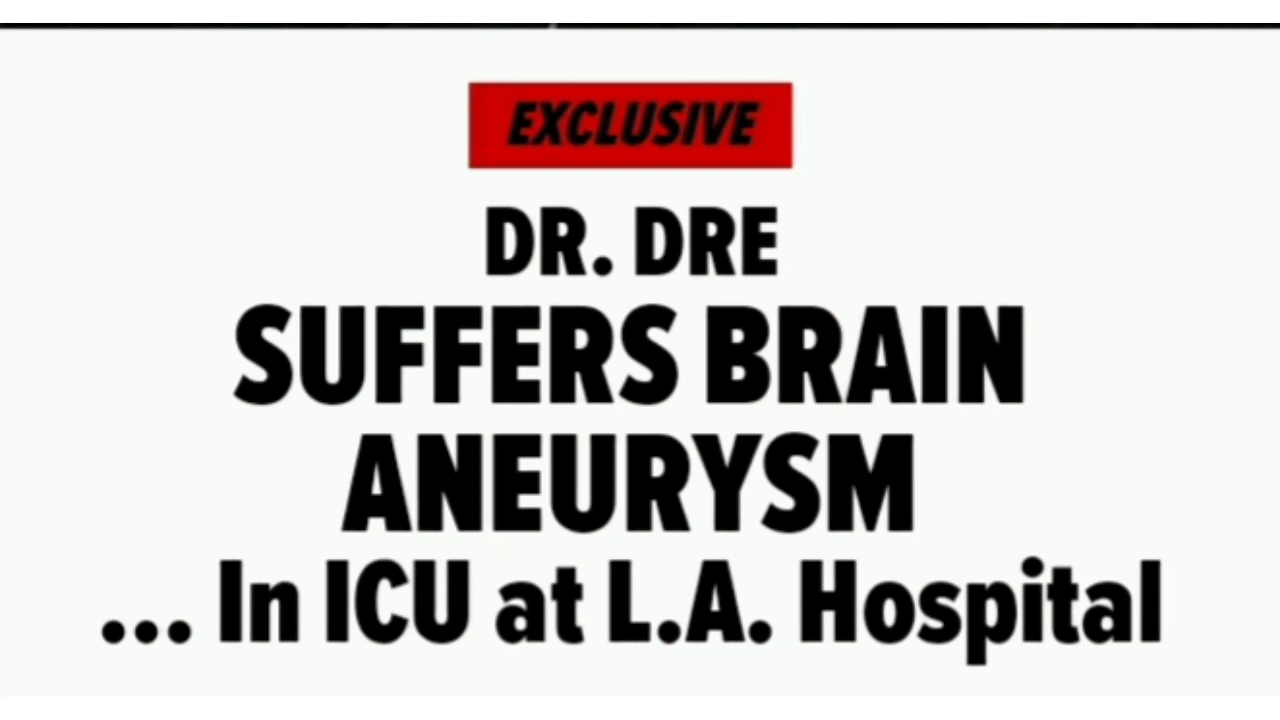 EXCLUSIVE
DR. DRE
SUFFERS BRAIN
ANEURYSM
... In ICU at L.A. Hospital